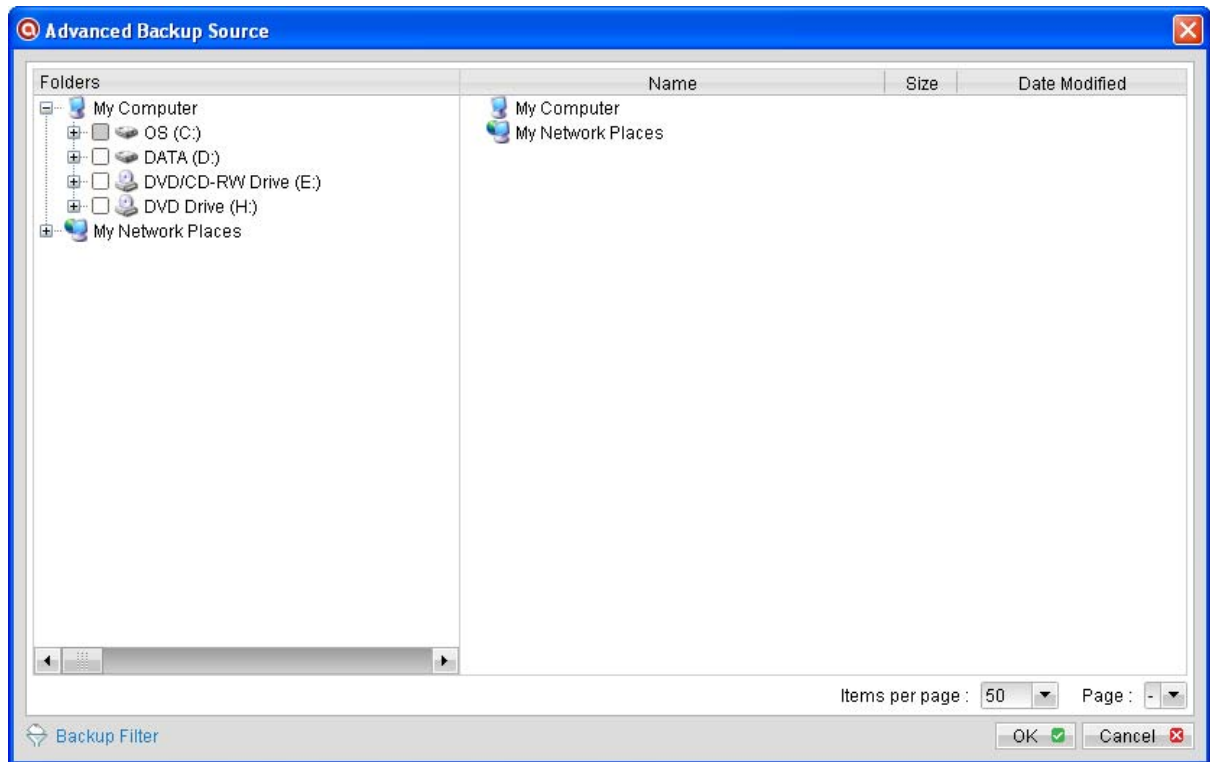 Advanced Backup Source
Folders Name Size Date Modified
My Computer
OS (C:)
DATA (D:)
DVD/CD-RW Drive (E:)
DVD Drive (H:)
My Network Places
My Computer
My Network Places
Items per page : 50 Page : -
Backup Filter OK Cancel